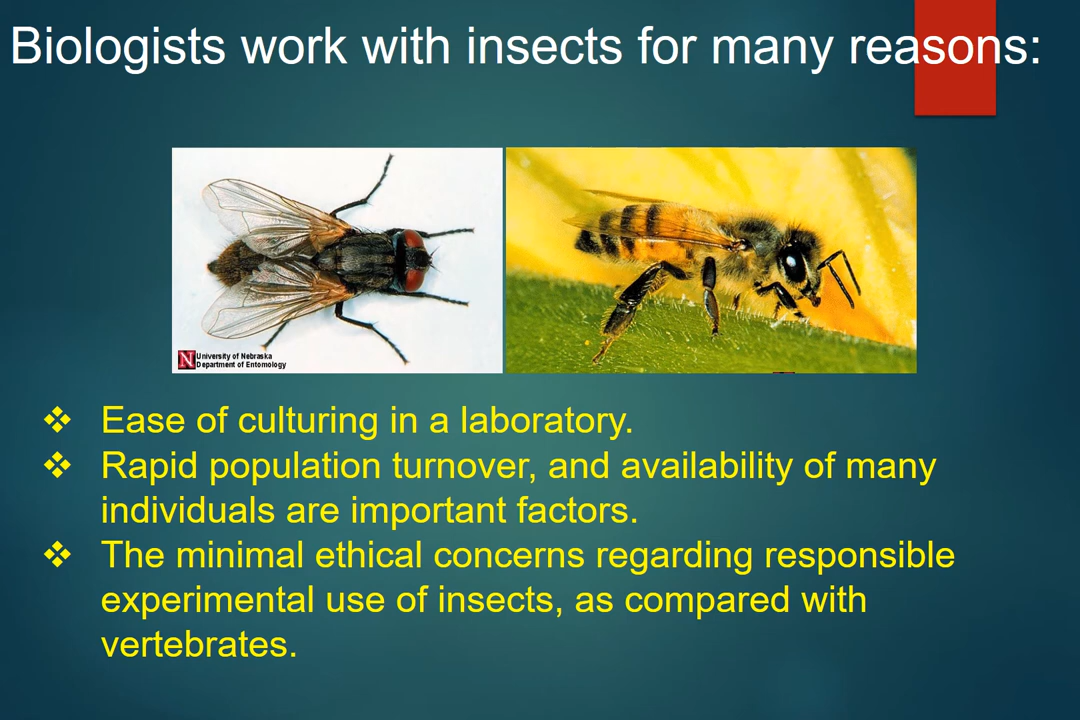 Biologists work with insects for many reasons:
N University of Nebraska
Department of Entomology
❖ Ease of culturing in a laboratory.
❖ Rapid population turnover, and availability of many
individuals are important factors.
❖ The minimal ethical concerns regarding responsible
experimental use of insects, as compared with
vertebrates.